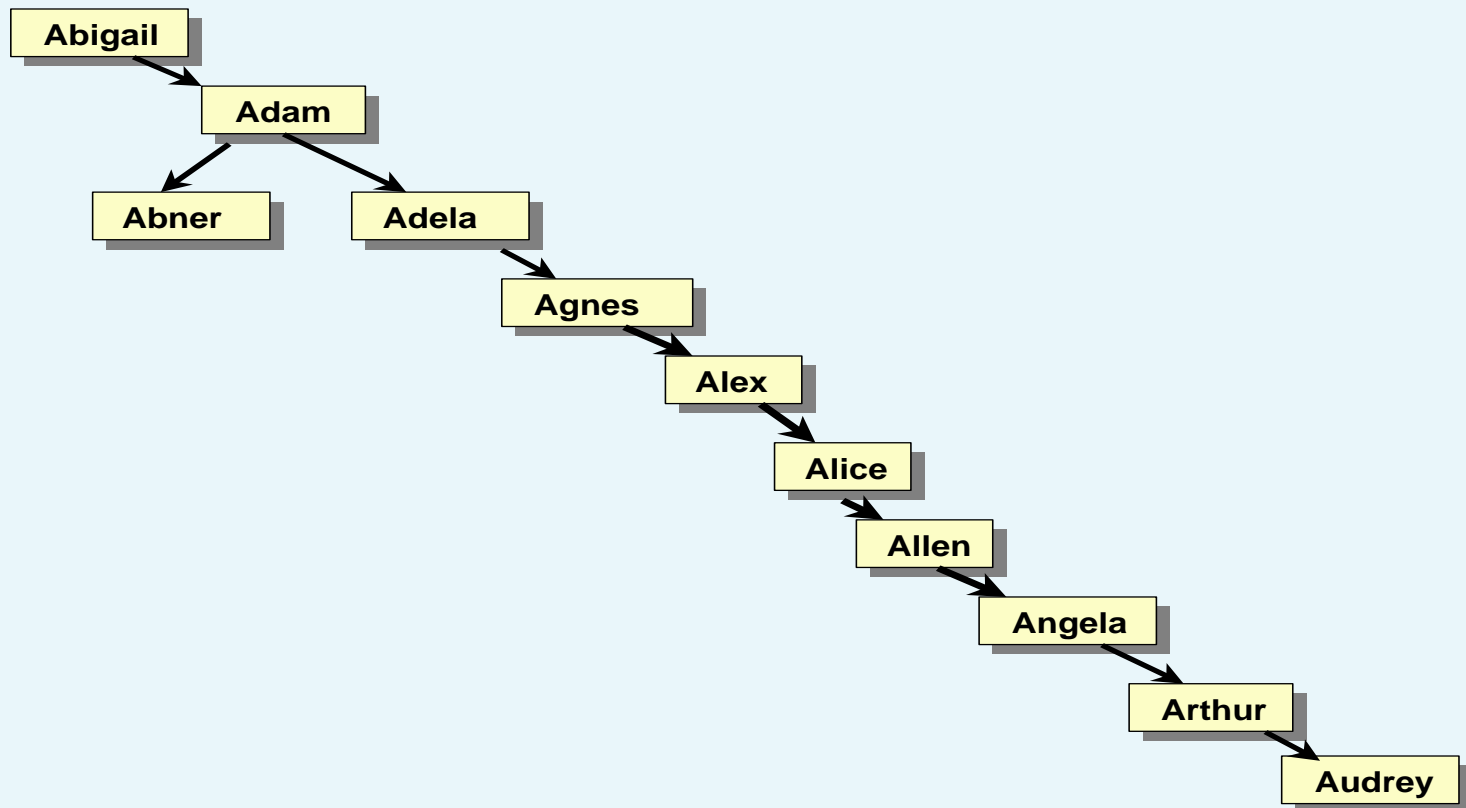 Abigail
Adam
Abner
Adela
Agnes
Alex
Alice
Allen
Angela
Arthur
Audrey